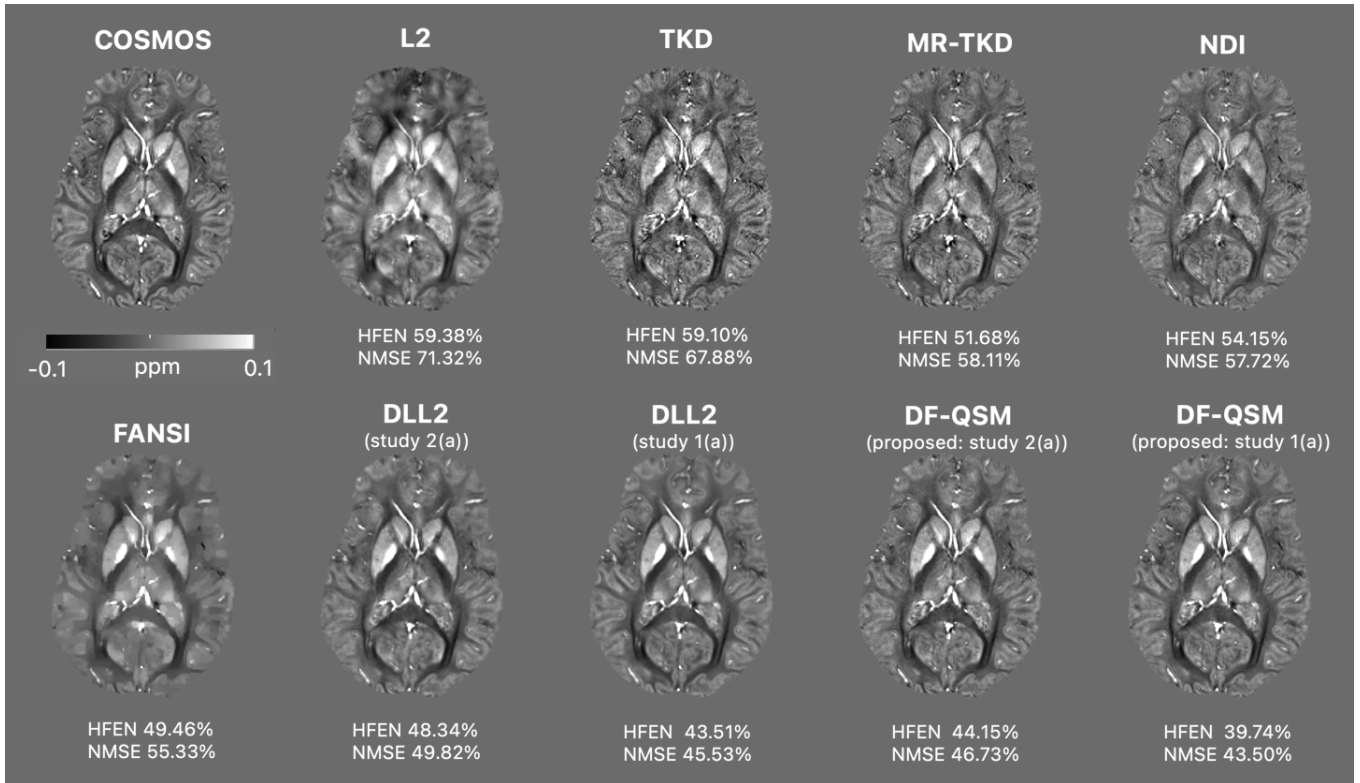 COSMOS
L2
TKD
MR-TKD
NDI
HFEN 59.38%
NMSE 71.32%
HFEN 59.10%
NMSE 67.88%
HFEN 51.68%
NMSE 58.11%
HFEN 54.15%
NMSE 57.72%
-0.1 ppm 0.1
FANSI
DLL2
(study 2(a))
DLL2
(study 1(a))
DF-QSM
(proposed: study 2(a))
DF-QSM
(proposed: study 1(a))
HFEN 49.46%
NMSE 55.33%
HFEN 48.34%
NMSE 49.82%
HFEN 43.51%
NMSE 45.53%
HFEN 44.15%
NMSE 46.73%
HFEN 39.74%
NMSE 43.50%